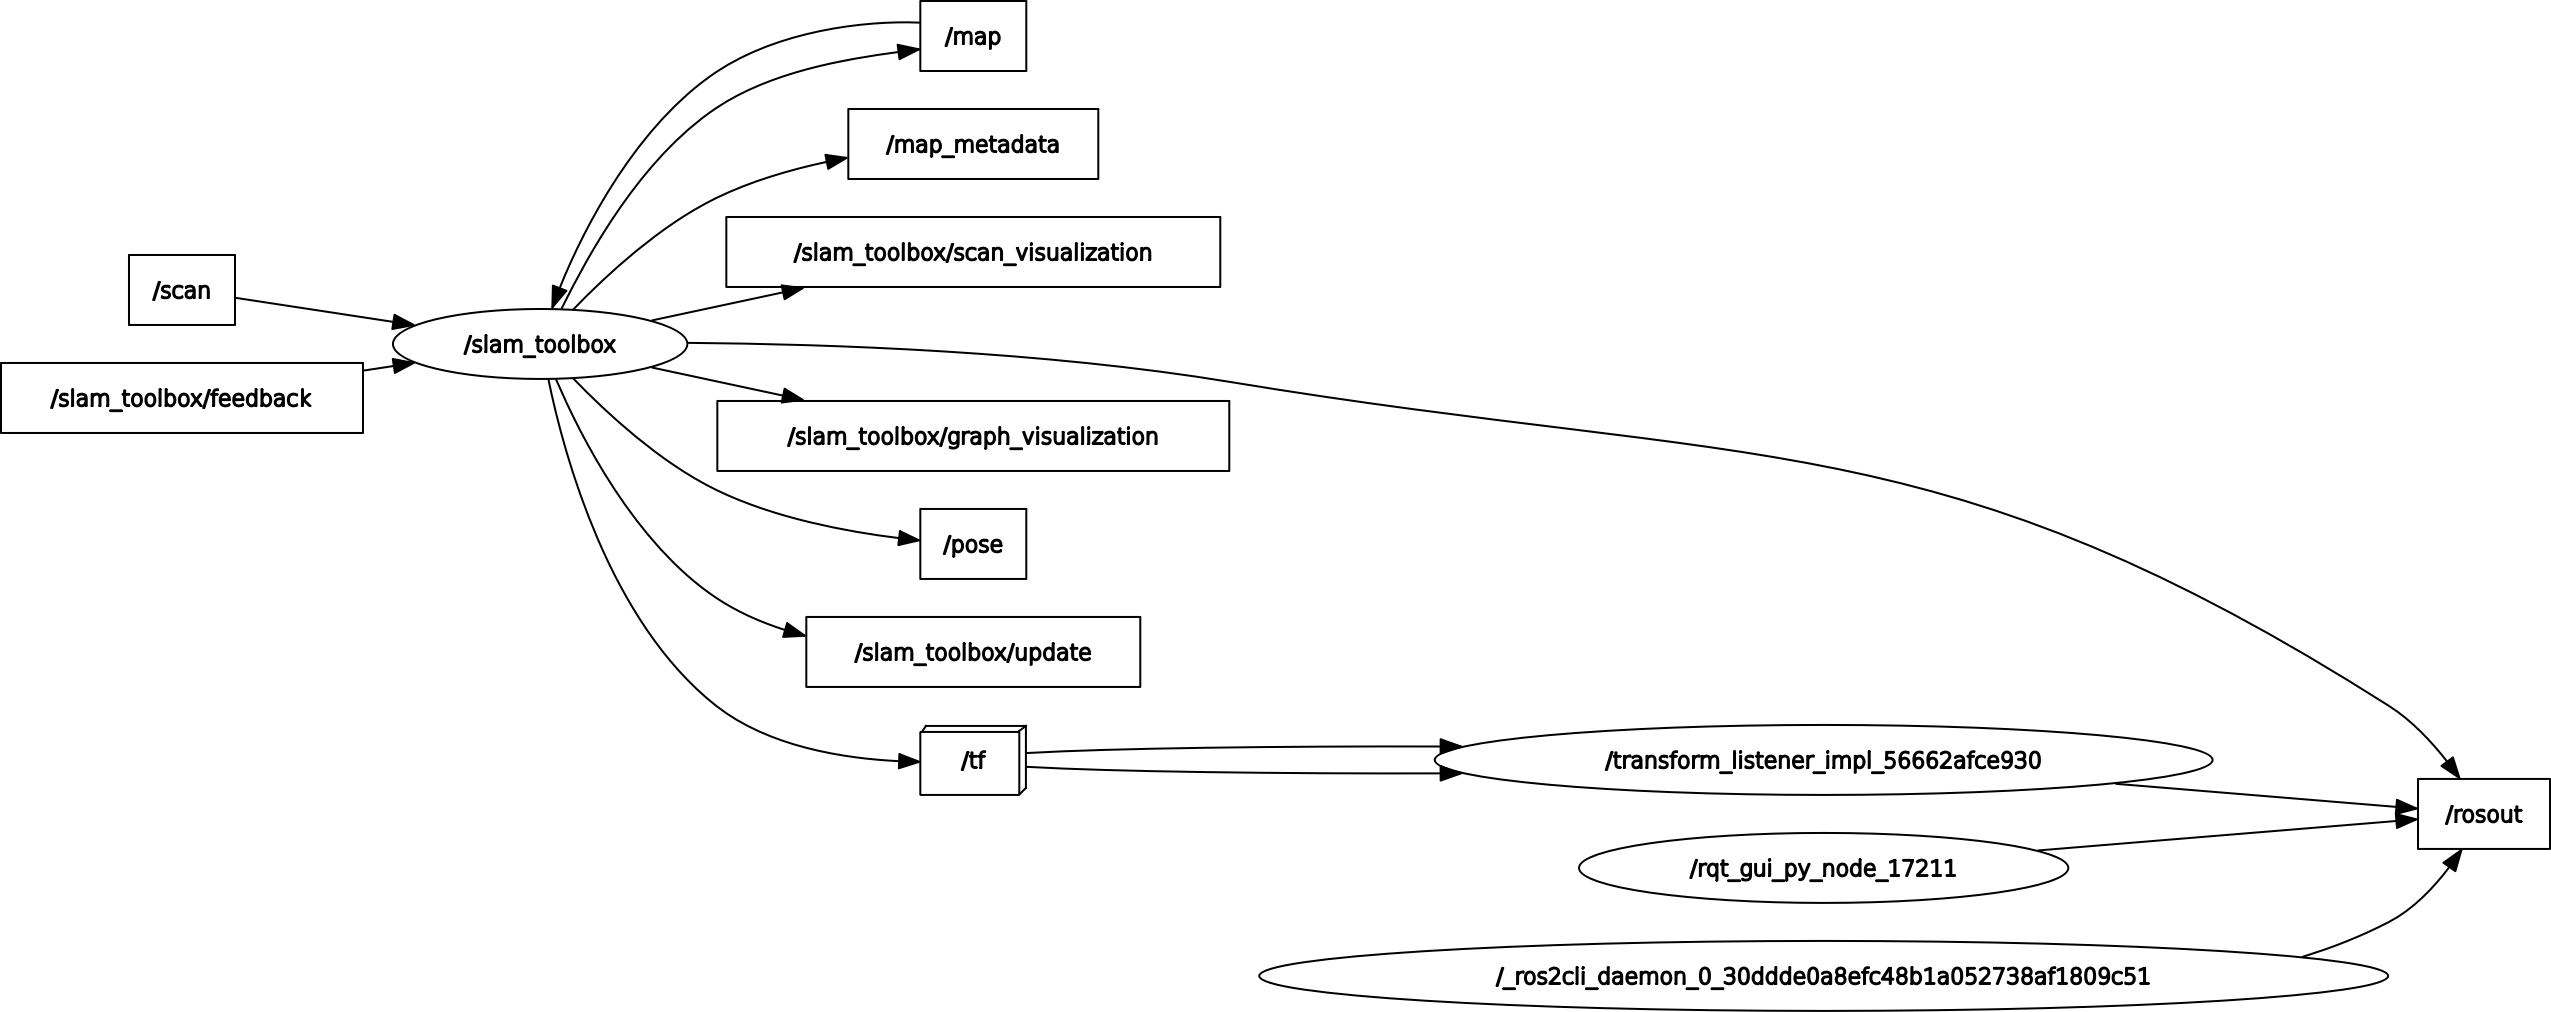 /map
/map_metadata
/slam_toolbox/scan_visualization
/scan
/slam_toolbox
/slam_toolbox/feedback
/slam_toolbox/graph_visualization
/pose
/slam_toolbox/update
/tf
/transform_listener_impl_56662afce930
/rosout
/rqt_gui_py_node_17211
/_ros2cli_daemon_0_30ddde0a8efc48b1a052738af1809c51